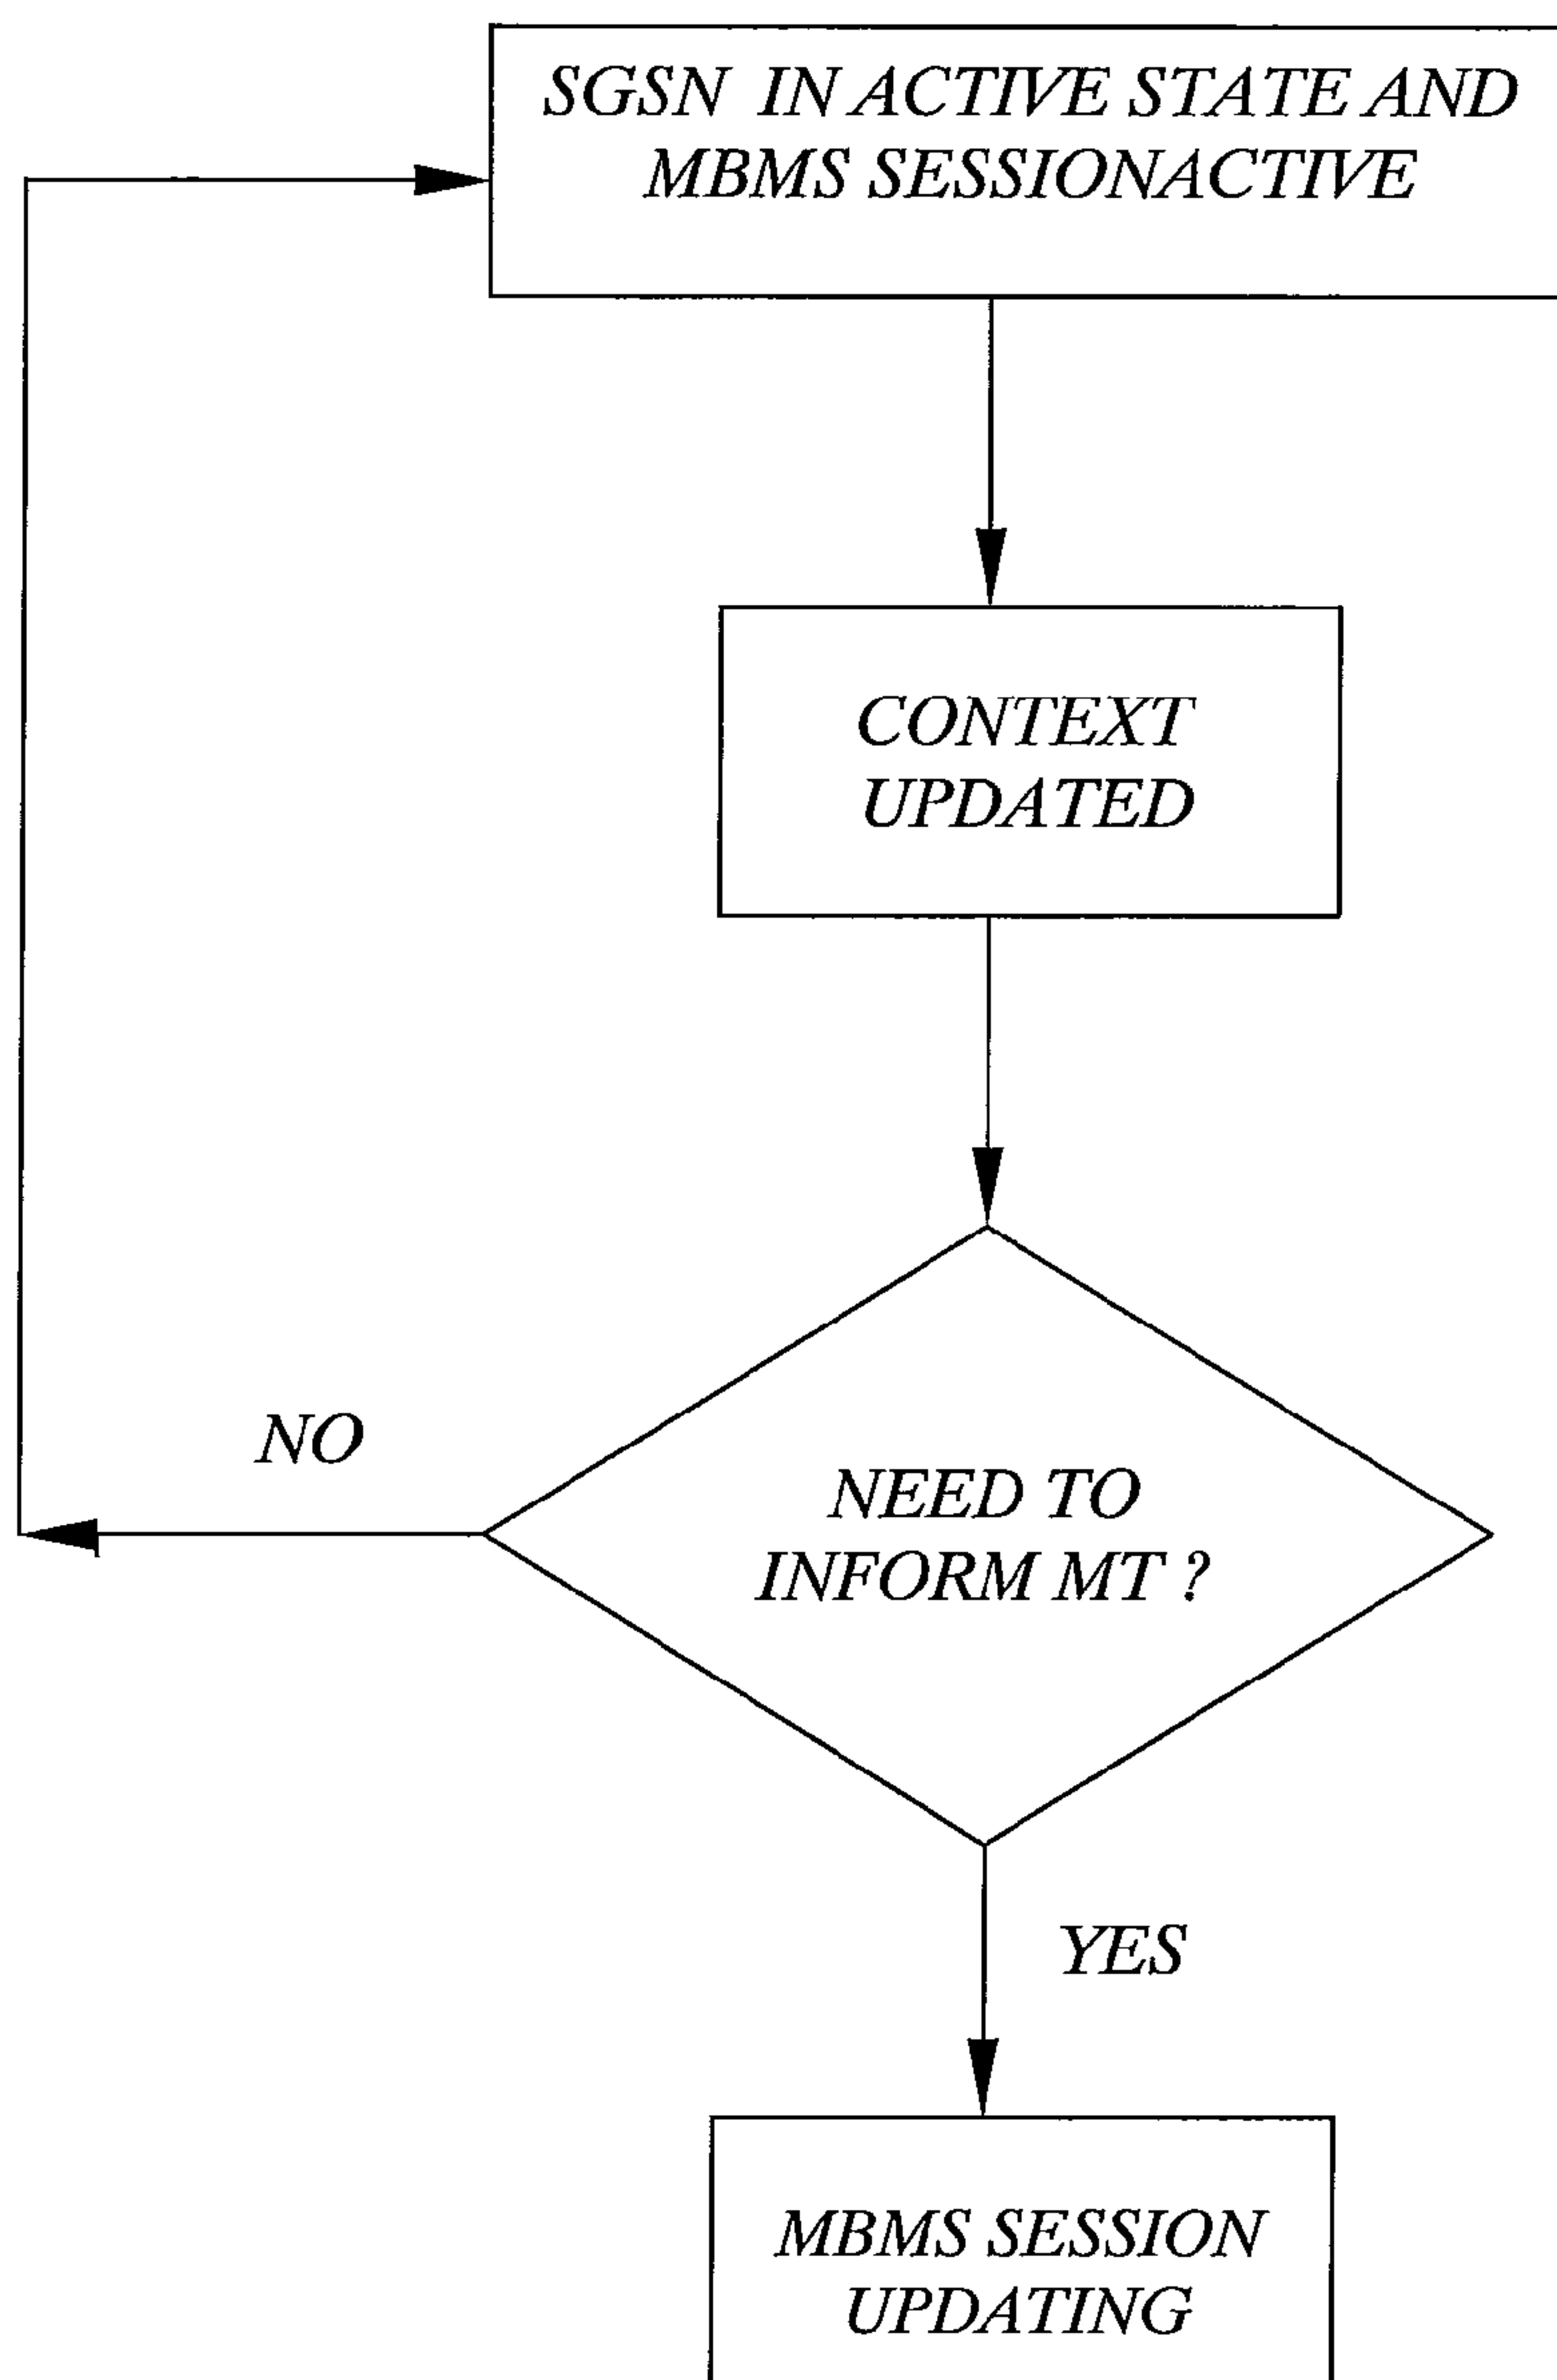 SGSN IN ACTIVE STATE AND
MBMS SESSIONACTIVE
CONTEXT
UPDATED
NO
NEED TO
INFORM MT ?
YES
MBMS SESSION
UPDATING